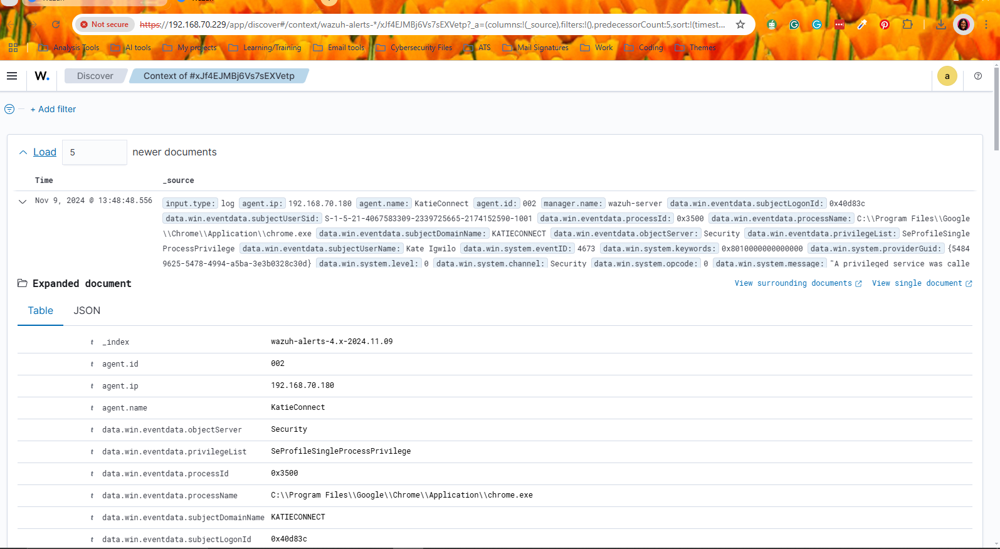 Not secure https://192.168.70.229/app/discover#/context/wazuh-alerts-*/xJf4EJMBj6Vs7sEXVetp?_a=(columns:!(_source),filters:!(),predecessorCount:5,sort:!(timest...
Analysis Tools AI tools My projects Learning/Training Email tools Cybersecurity Files ATS Mail Signatures Work Coding Themes
W. Discover Context of #xJf4EJMBj6Vs7sEXVetp a
+ Add filter
Load 5 newer documents
Time _source
Nov 9, 2024 @ 13:48:48.556 input.type: log agent.ip: 192.168.70.180 agent.name: KatieConnect agent.id: 002 manager.name: wazuh-server data.win.eventdata.subjectLogonId: 0x40d83c
data.win.eventdata.subjectUserSid: S-1-5-21-4067583309-2339725665-2174152590-1001 data.win.eventdata.processId: 0x3500 data.win.eventdata.processName: C:\\Program Files\\Google
\\Chrome\\Application\\chrome.exe data.win.eventdata.subjectDomainName: KATIECONNECT data.win.eventdata.objectServer: Security data.win.eventdata.privilegeList: SeProfileSingle
ProcessPrivilege data.win.eventdata.subjectUserName: Kate Igwilo data.win.system.eventID: 4673 data.win.system.keywords: 0x8010000000000000 data.win.system.providerGuid: {5484
9625-5478-4994-a5ba-3e3b0328c30d} data.win.system.level: 0 data.win.system.channel: Security data.win.system.opcode: 0 data.win.system.message: "A privileged service was calle
Expanded document View surrounding documents View single document
Table JSON
t _index wazuh-alerts-4.x-2024.11.09
t agent.id 002
t agent.ip 192.168.70.180
t agent.name KatieConnect
t data.win.eventdata.objectServer Security
t data.win.eventdata.privilegeList SeProfileSingleProcessPrivilege
t data.win.eventdata.processId 0x3500
t data.win.eventdata.processName C:\\Program Files\\Google\\Chrome\\Application\\chrome.exe
t data.win.eventdata.subjectDomainName KATIECONNECT
t data.win.eventdata.subjectLogonId 0x40d83c